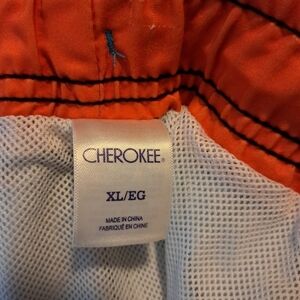 CHEROKEE
XL/EG
MADE IN CHINA
FABRIQUÉ EN CHINE